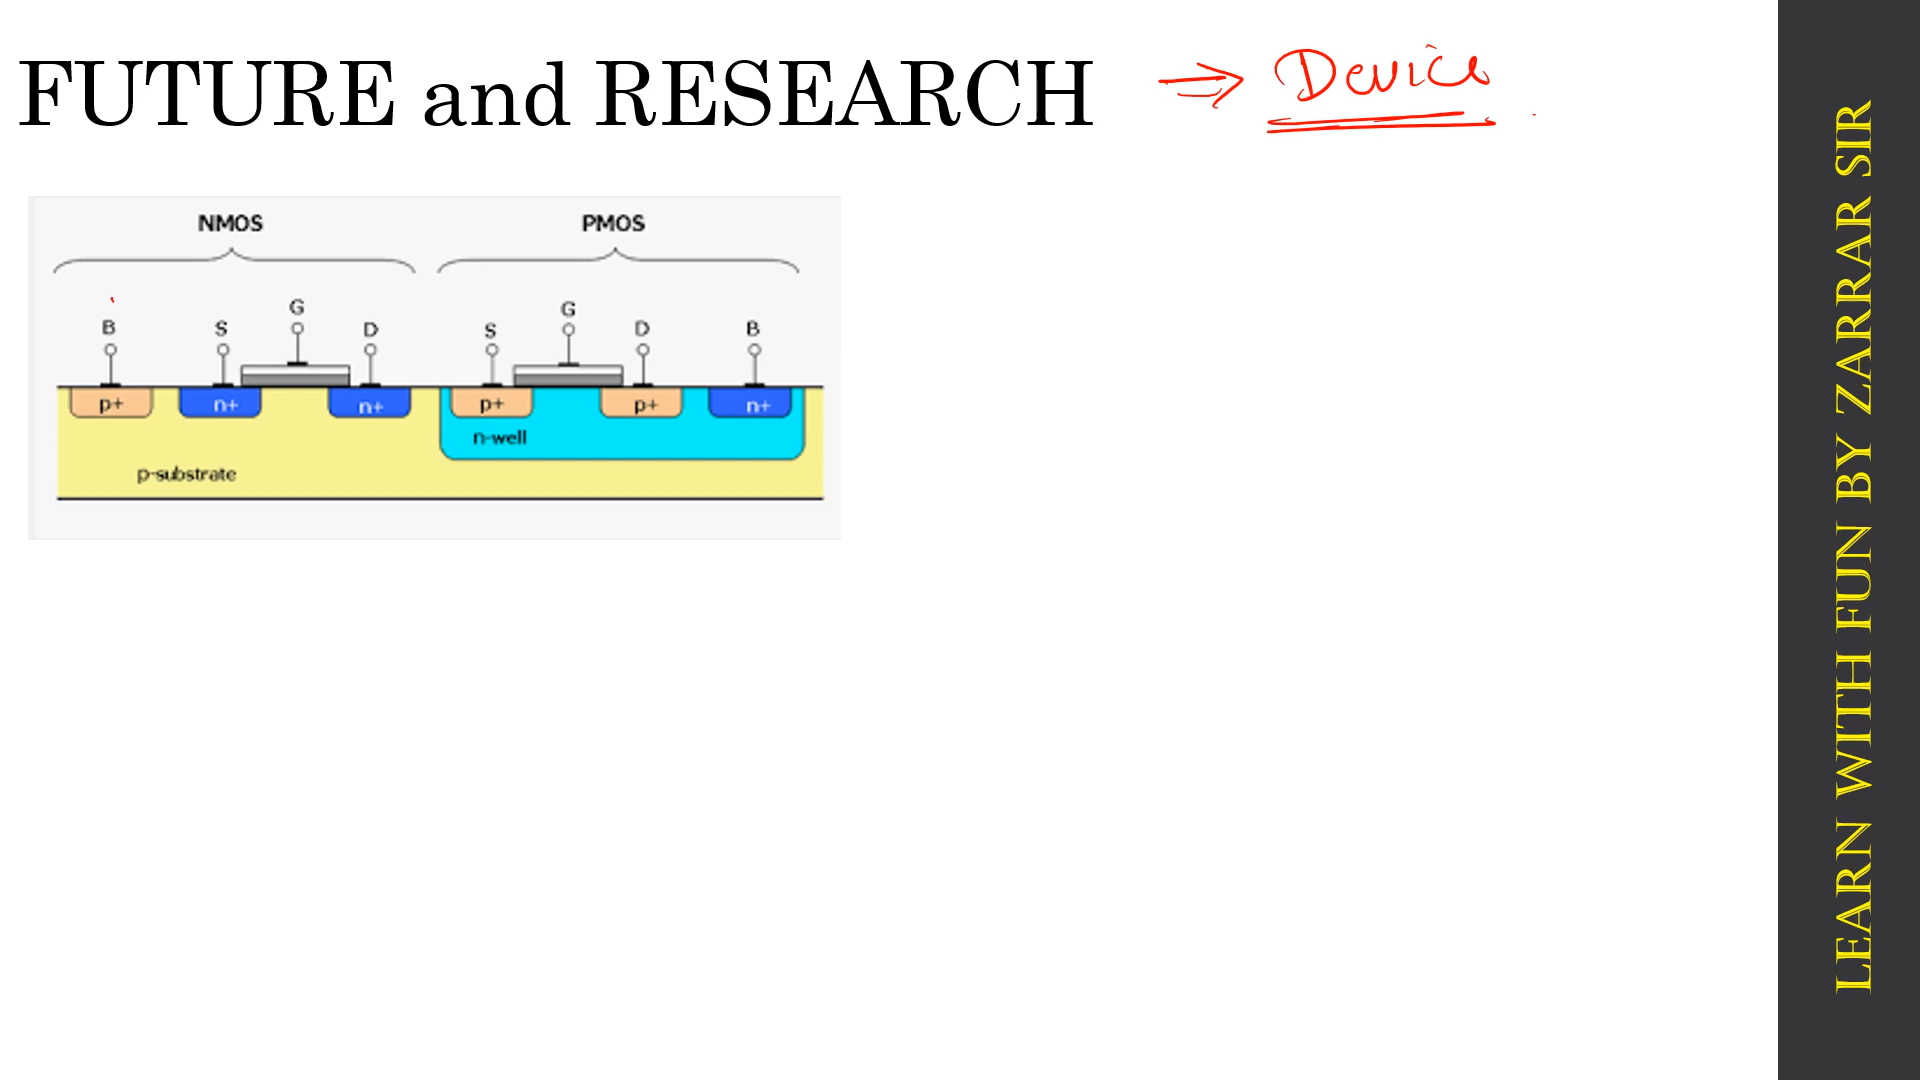 FUTURE and RESEARCH ⇒ Device
NMOS PMOS
B S G D S G D B
p+ n+ n+ p+ p+ n+
n-well
p-substrate
LEARN WITH FUN BY ZARRAR SIR